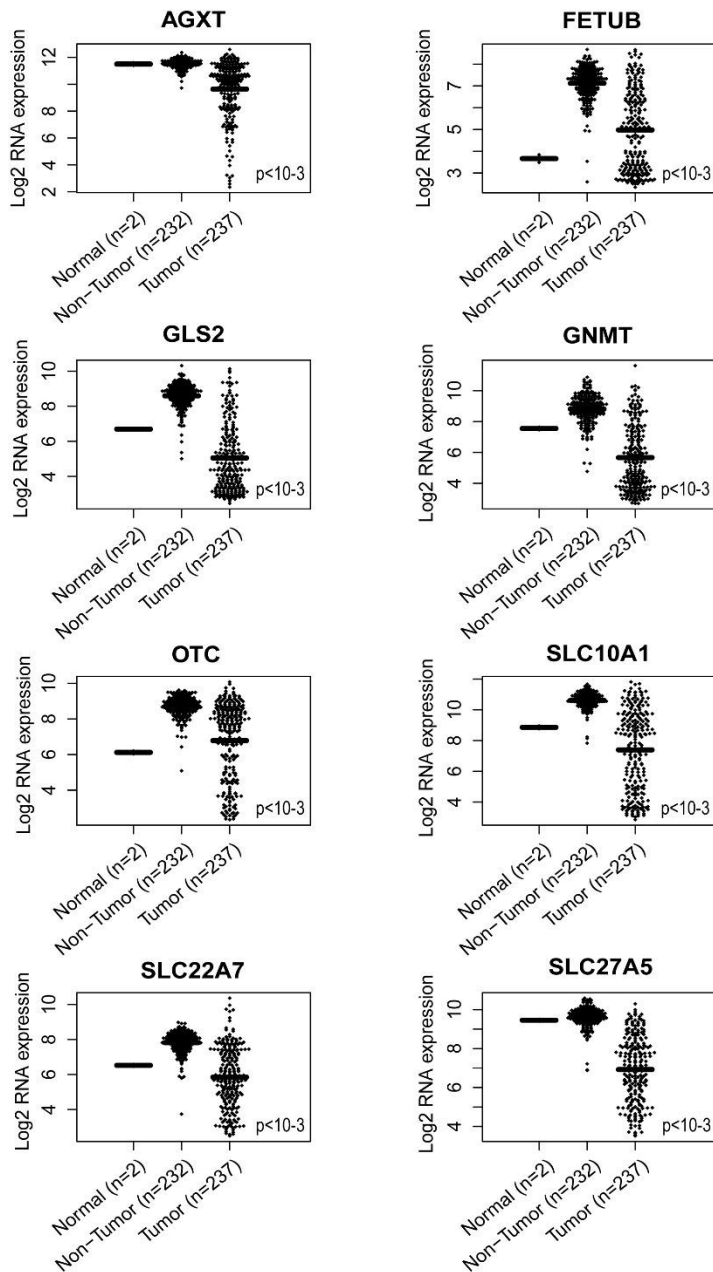 AGXT
Log2 RNA expression
12
10
8
6
4
2
p<10-3
Normal (n=2)
Non-Tumor (n=232)
Tumor (n=237)
FETUB
Log2 RNA expression
7
5
3
p<10-3
Normal (n=2)
Non-Tumor (n=232)
Tumor (n=237)
GLS2
Log2 RNA expression
10
8
6
4
p<10-3
Normal (n=2)
Non-Tumor (n=232)
Tumor (n=237)
GNMT
Log2 RNA expression
10
8
6
4
p<10-3
Normal (n=2)
Non-Tumor (n=232)
Tumor (n=237)
OTC
Log2 RNA expression
10
8
6
4
p<10-3
Normal (n=2)
Non-Tumor (n=232)
Tumor (n=237)
SLC10A1
Log2 RNA expression
10
8
6
4
p<10-3
Normal (n=2)
Non-Tumor (n=232)
Tumor (n=237)
SLC22A7
Log2 RNA expression
10
8
6
4
p<10-3
Normal (n=2)
Non-Tumor (n=232)
Tumor (n=237)
SLC27A5
Log2 RNA expression
10
8
6
4
p<10-3
Normal (n=2)
Non-Tumor (n=232)
Tumor (n=237)